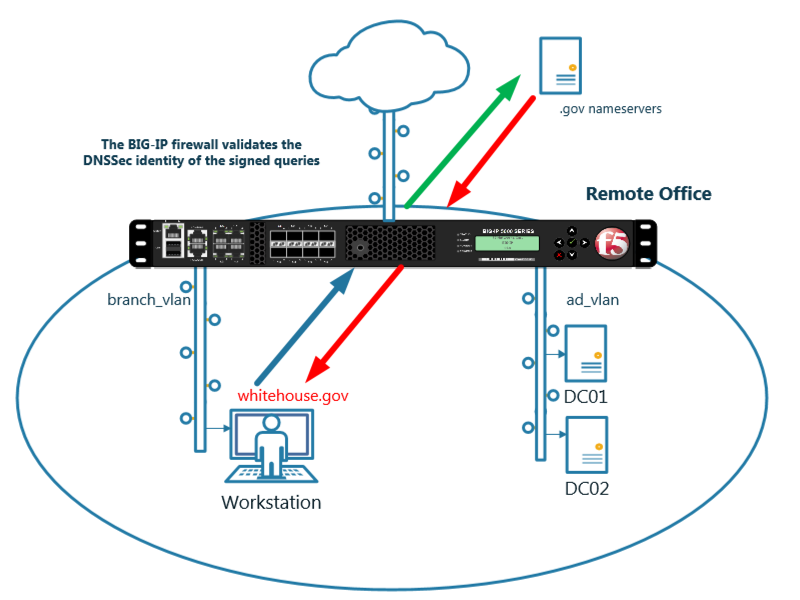 .gov nameservers
The BIG-IP firewall validates the
DNSSec identity of the signed queries
Remote Office
BIG-IP 5000 SERIES
f5
branch_vlan
ad_vlan
whitehouse.gov
DC01
Workstation
DC02